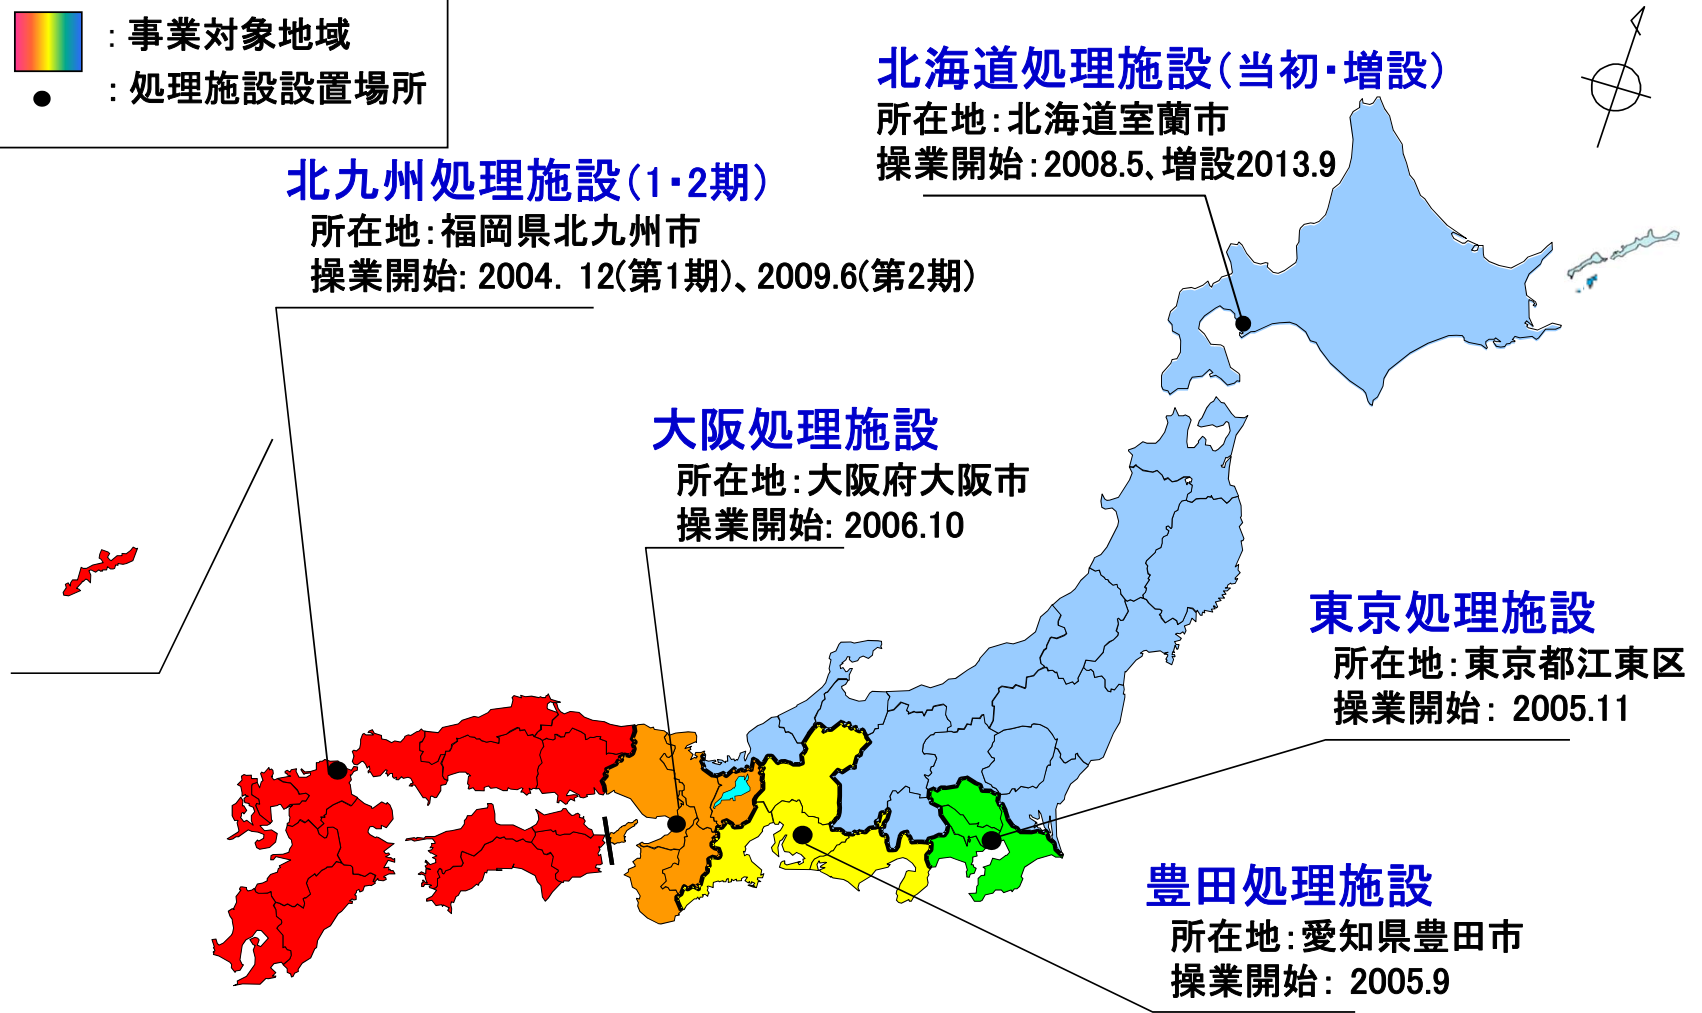 ：事業対象地域
：処理施設設置場所
北海道処理施設（当初・増設）
所在地：北海道室蘭市
操業開始：2008.5、増設2013.9
北九州処理施設（1・2期）
所在地：福岡県北九州市
操業開始: 2004. 12(第1期)、2009.6(第2期)
大阪処理施設
所在地：大阪府大阪市
操業開始: 2006.10
東京処理施設
所在地：東京都江東区
操業開始： 2005.11
豊田処理施設
所在地：愛知県豊田市
操業開始： 2005.9